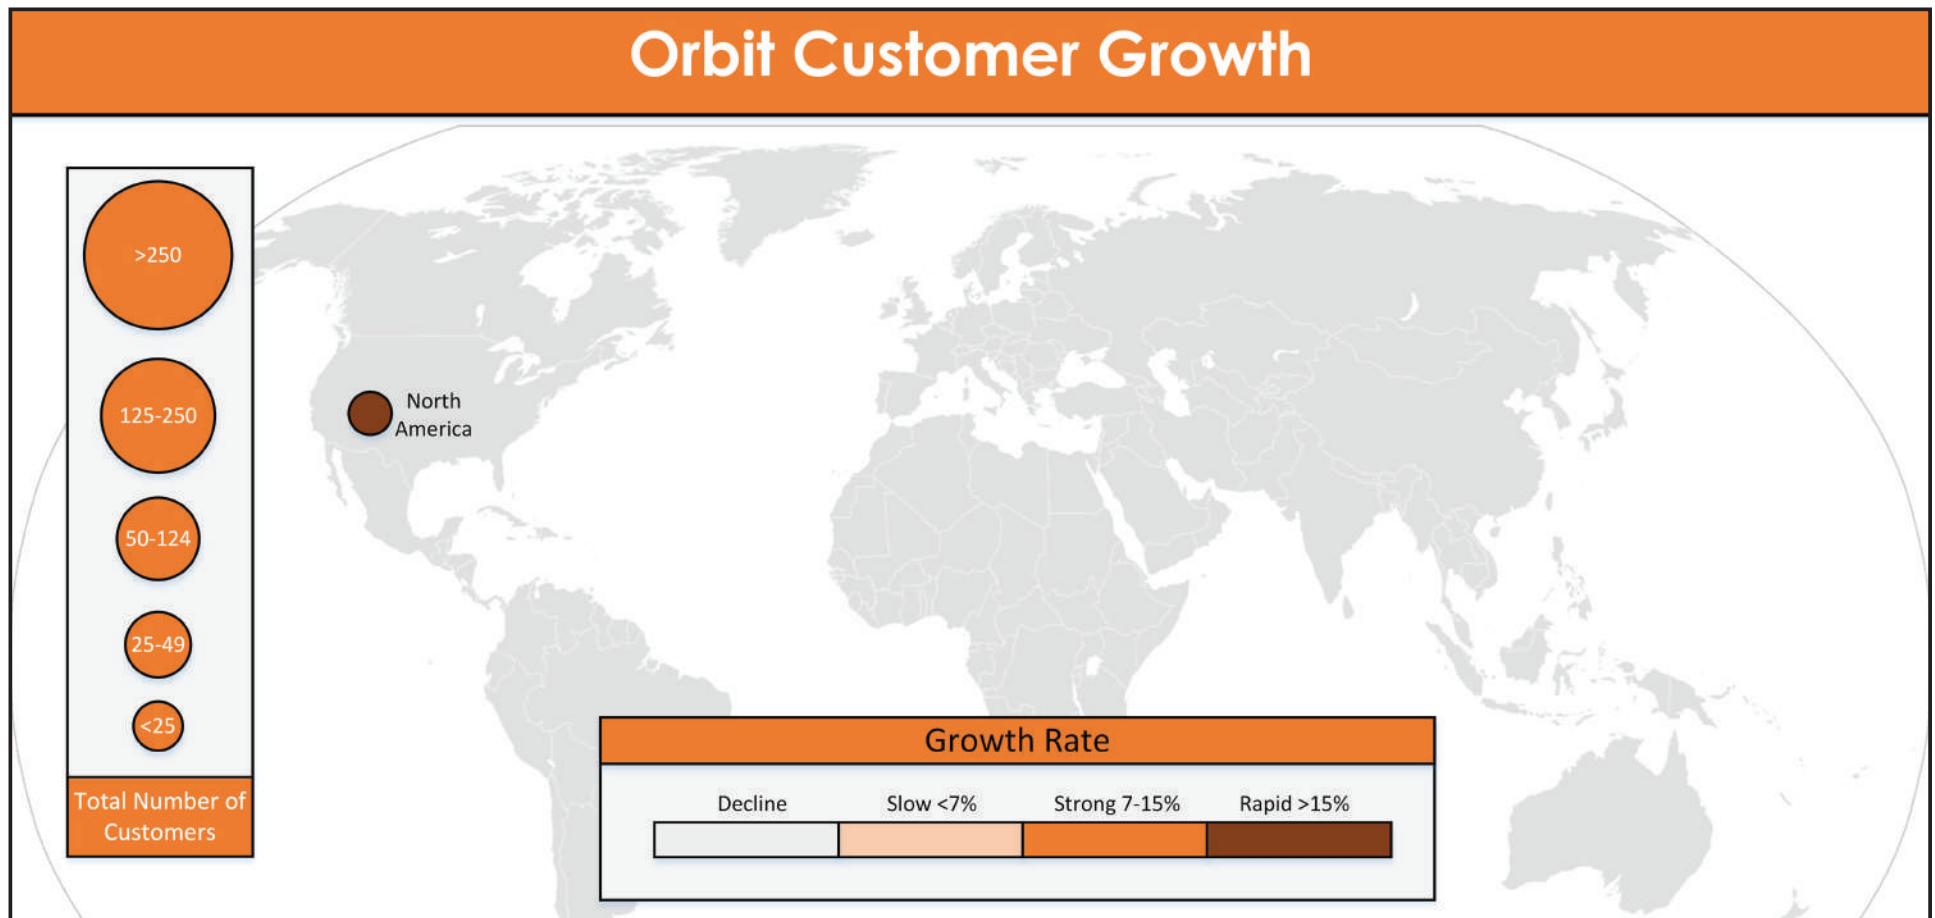 Orbit Customer Growth
>250
125-250
50-124
25-49
<25
Total Number of
Customers
North
America
Growth Rate
Decline
Slow <7%
Strong 7-15%
Rapid >15%